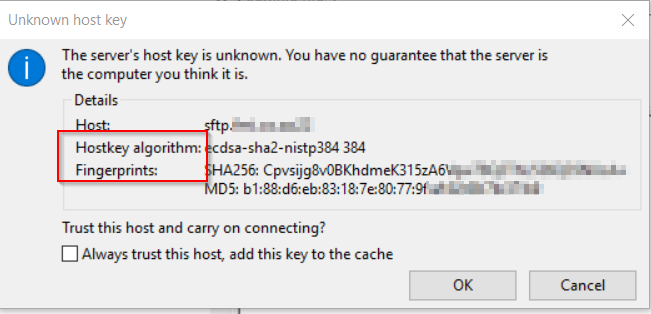 Unknown host key
The server's host key is unknown. You have no guarantee that the server is
the computer you think it is.
Details
Host: sftp.
Hostkey algorithm: ecdsa-sha2-nistp384 384
Fingerprints: SHA256: Cpvsijg8v0BKhdmeK315zA6V
MD5: b1:88:d6:eb:83:18:7e:80:77:9f
Trust this host and carry on connecting?
Always trust this host, add this key to the cache
OK Cancel